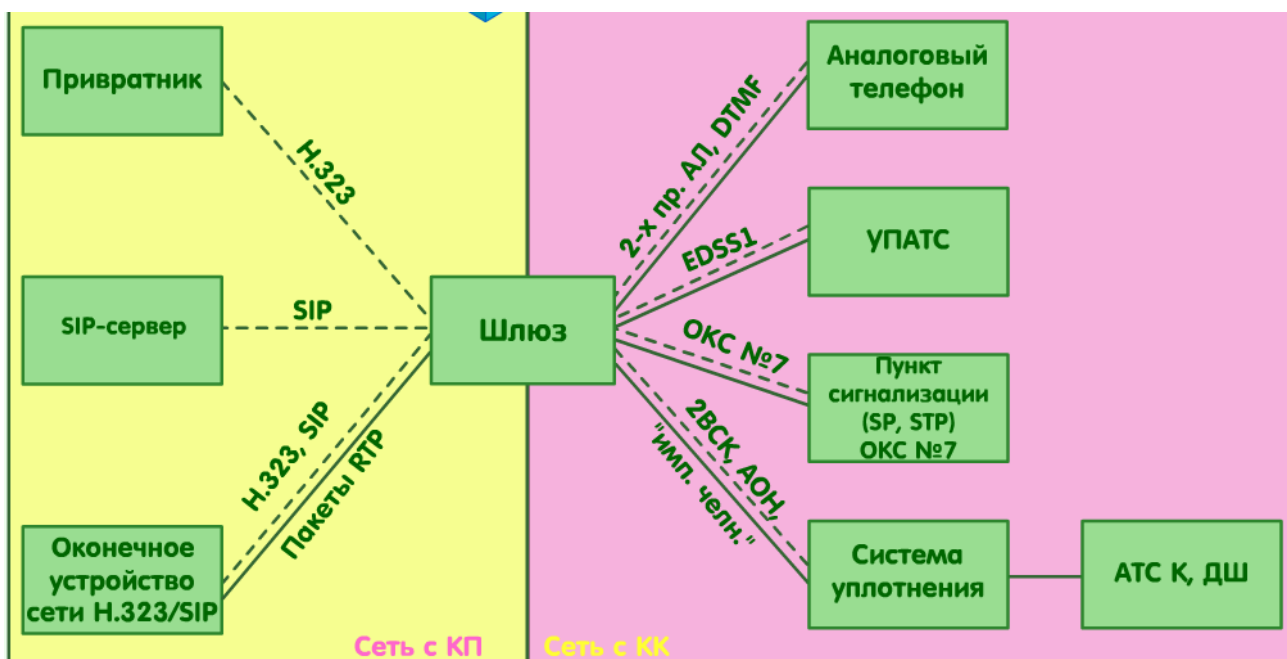 Привратник
Н.323
SIP-сервер
SIP
Оконечное
устройство
сети Н.323/SIP
Н.323, SIP
Пакеты RTP
Шлюз
2-х пр. АЛ, DTMF
Аналоговый
телефон
EDSS1
УПАТС
ОКС №7
Пункт
сигнализации
(SP, STP)
ОКС №7
2ВСК, АОН,
"имп. челн."
Система
уплотнения
АТС К, ДШ
Сеть с КП
Сеть с КК